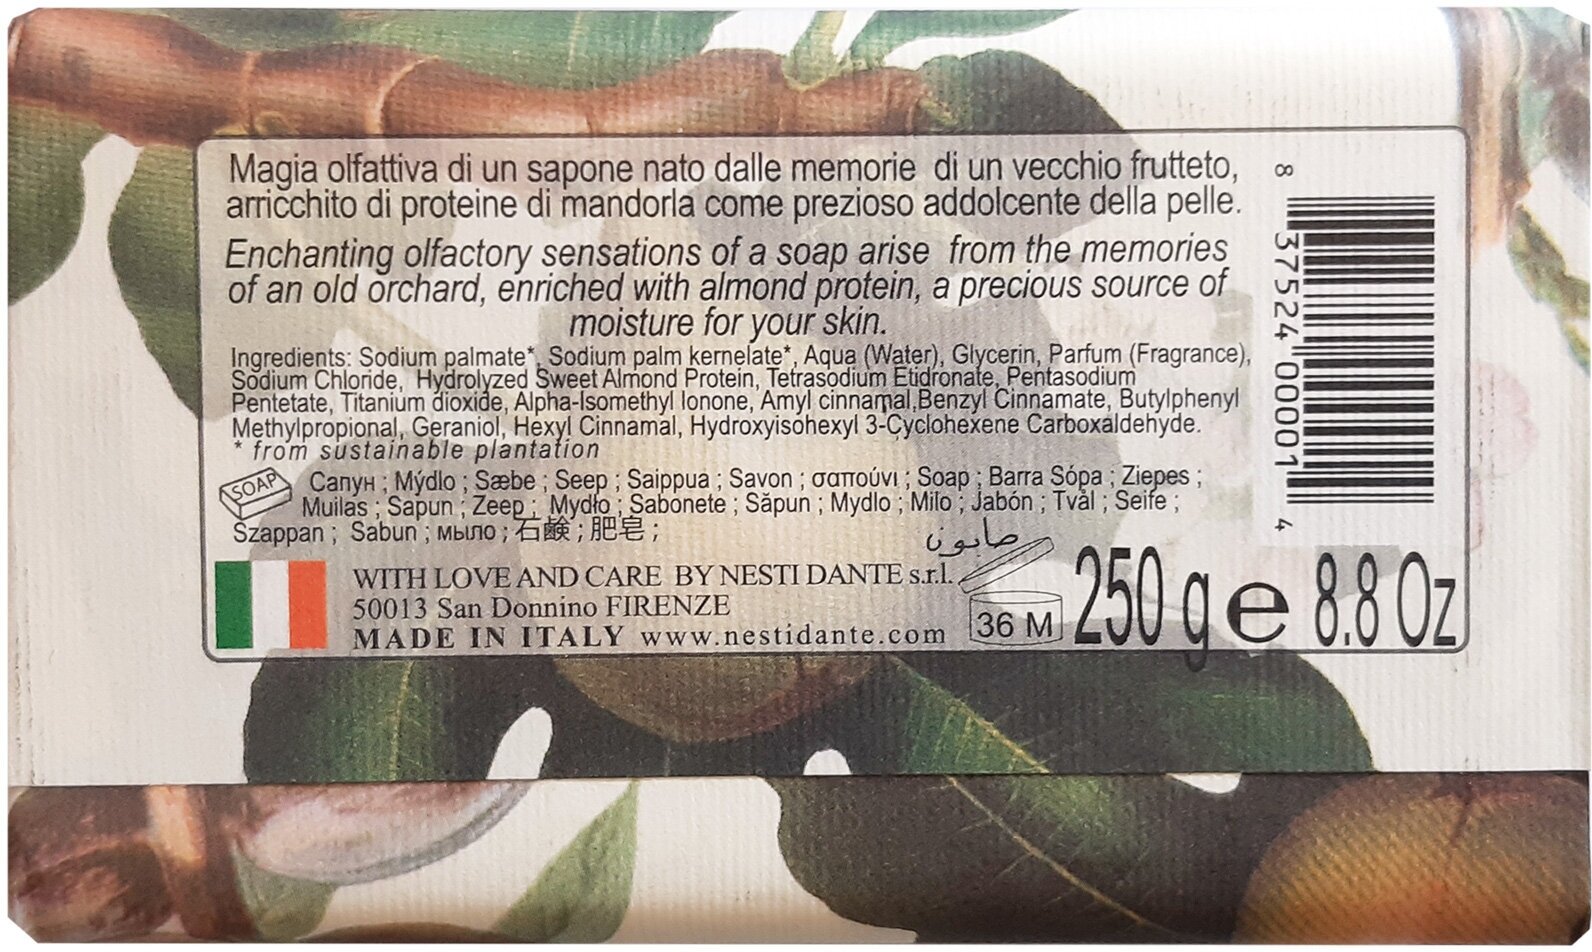 Magia olfattiva di un sapone nato dalle memorie di un vecchio frutteto,
arricchito di proteine di mandorla come prezioso addolcente della pelle.
Enchanting olfactory sensations of a soap arise from the memories
of an old orchard, enriched with almond protein, a precious source of
moisture for your skin.
Ingredients: Sodium palmate*, Sodium palm kernelate*, Aqua (Water), Glycerin, Parfum (Fragrance),
Sodium Chloride, Hydrolyzed Sweet Almond Protein, Tetrasodium Etidronate, Pentasodium
Pentetate, Titanium dioxide, Alpha-Isomethyl Ionone, Amyl cinnamal,Benzyl Cinnamate, Butylphenyl
Methylpropional, Geraniol, Hexyl Cinnamal, Hydroxyisohexyl 3-Cyclohexene Carboxaldehyde.
* from sustainable plantation
SOAP
Сапун ; Mýdlo ; Sæbe ; Seep ; Saippua ; Savon ; σαπούνι ; Soap ; Barra Sópa ; Ziepes ;
Muilas ; Sapun ; Zeep ; Mydło ; Sabonete ; Săpun ; Mydlo ; Milo ; Jabón ; Tvål ; Seife ;
Szappan ; Sabun ; мыло ; 石鹸 ; 肥皂 ;
صابون
WITH LOVE AND CARE BY NESTI DANTE s.r.l.
50013 San Donnino FIRENZE
MADE IN ITALY www.nestidante.com
36 M
250 g e 8.8 Oz
8 37524 00001 4